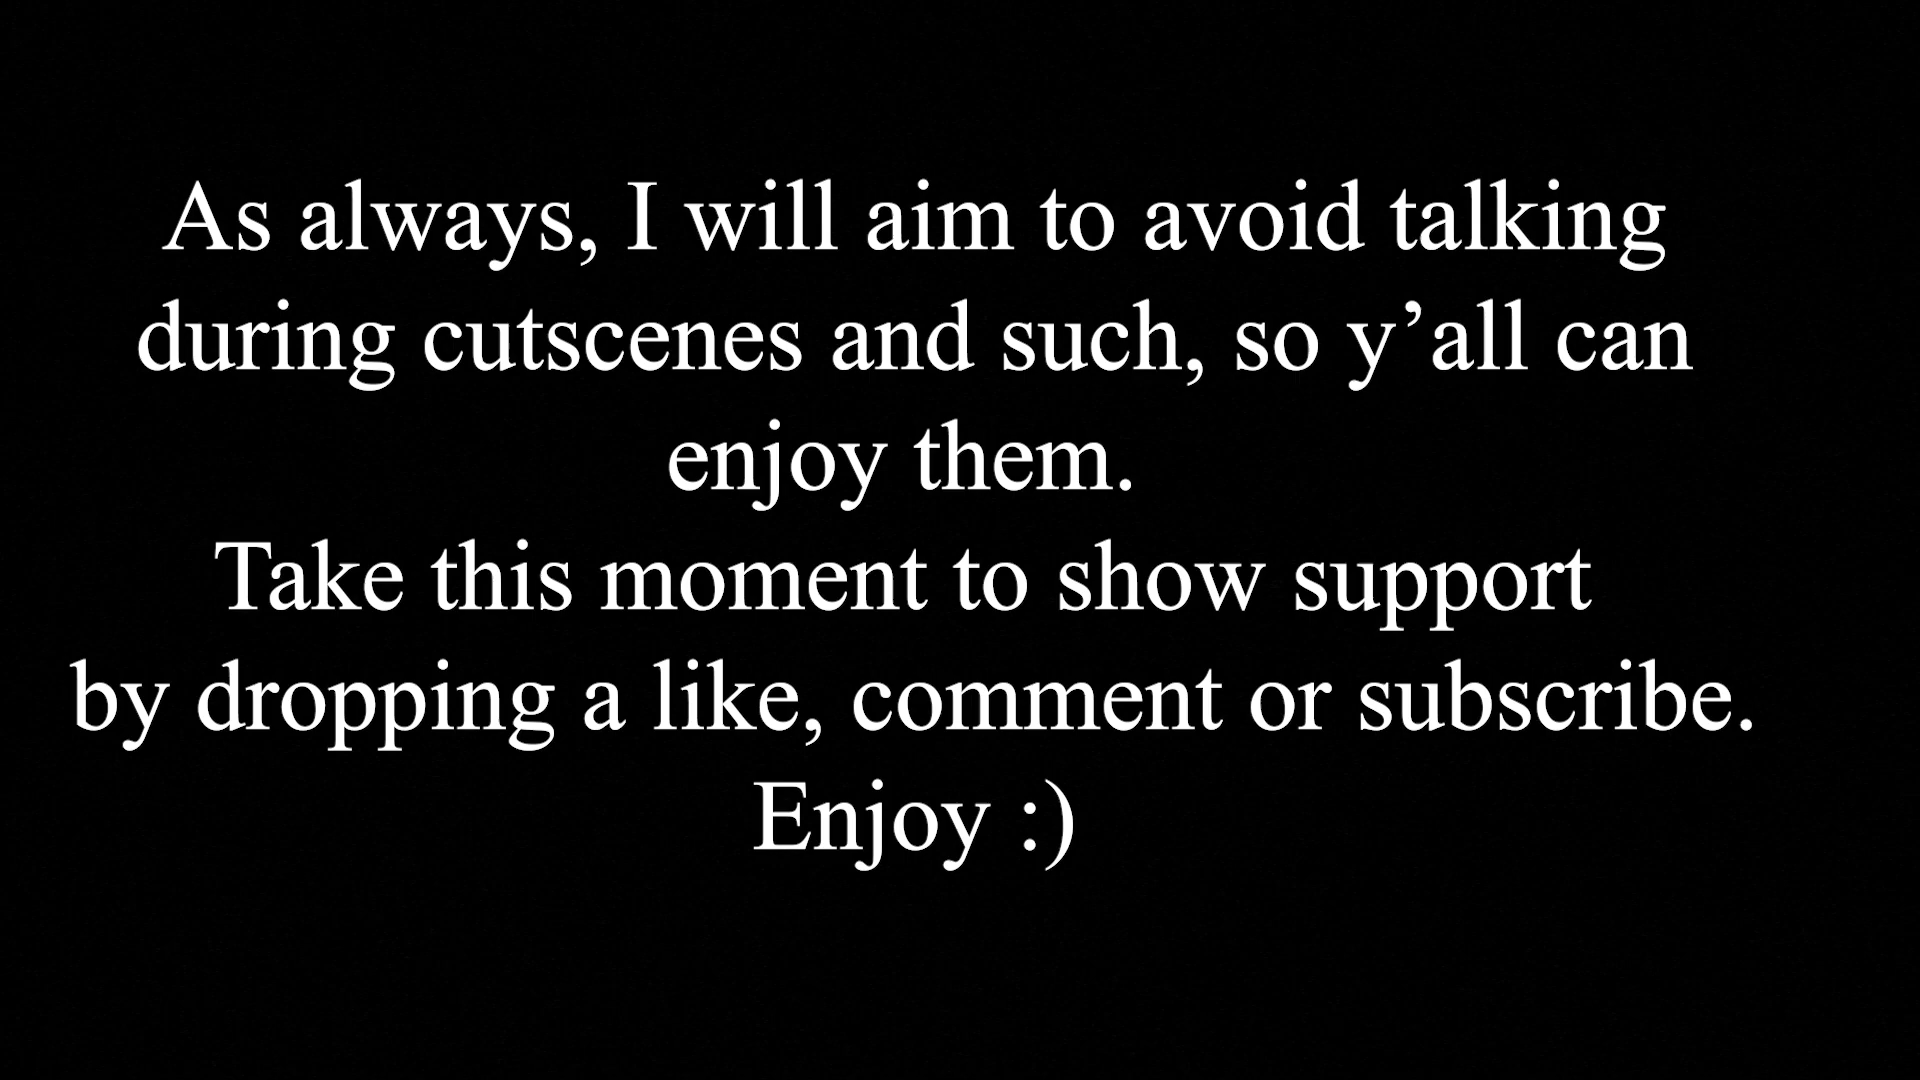 As always, I will aim to avoid talking
during cutscenes and such, so y’all can
enjoy them.
Take this moment to show support
by dropping a like, comment or subscribe.
Enjoy :)